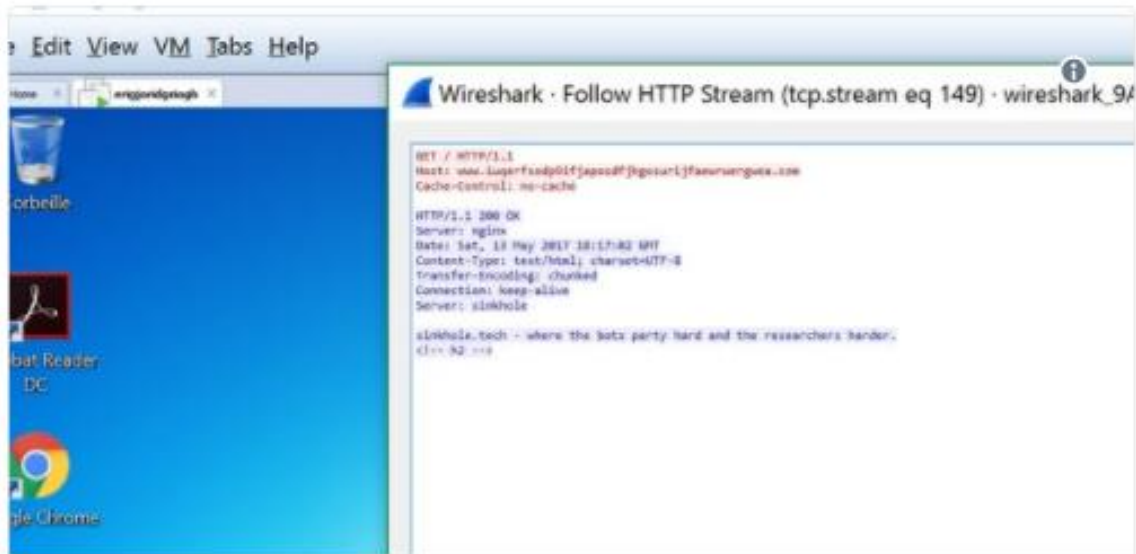 Edit View VM Tabs Help
Home
Wireshark · Follow HTTP Stream (tcp.stream eq 149) · wireshark_9A
GET / HTTP/1.1
Host:
Cache-Control: no-cache
HTTP/1.1 200 OK
Server: nginx
Date: Sat, 13 May 2017 GMT
Content-Type: text/html; charset=UTF-8
Transfer-Encoding: chunked
Connection: keep-alive
Server: sinkhole
sinkhole.tech - where the bots party hard and the researchers harder.
<!-- h2 -->
orbeille
bat Reader
DC
gle Chrome